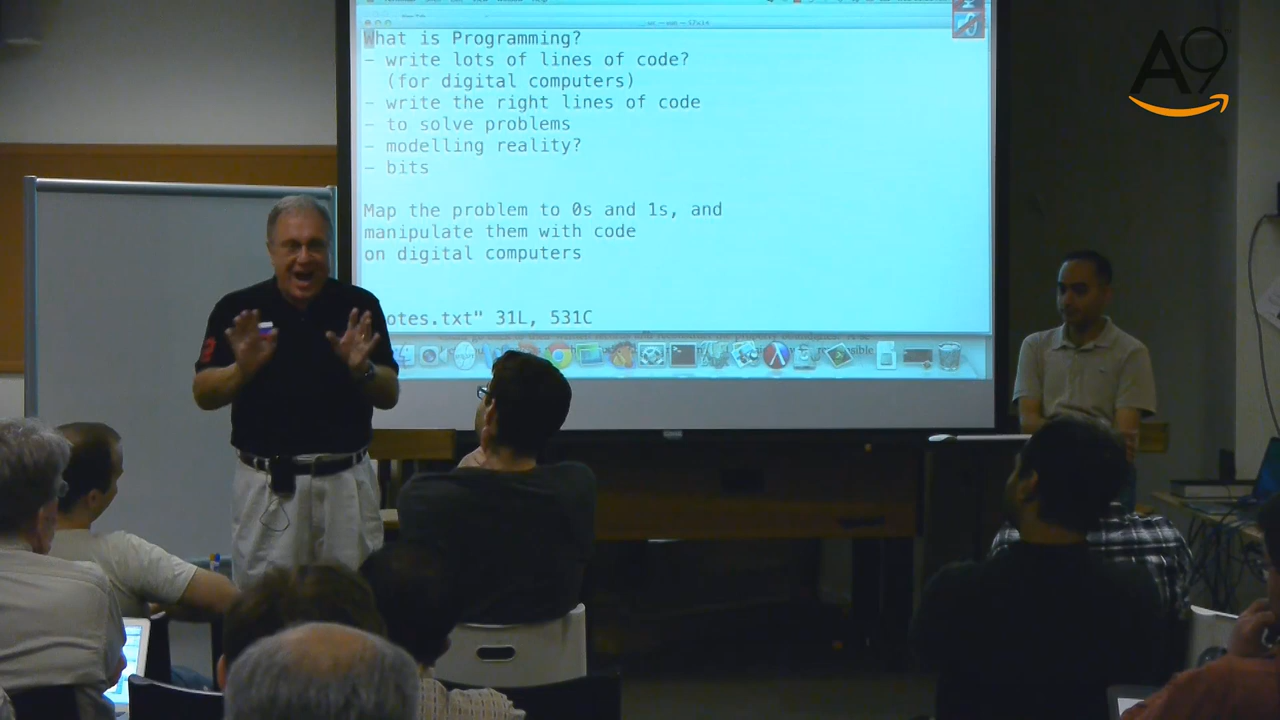 What is Programming?
- write lots of lines of code?
(for digital computers)
- write the right lines of code
- to solve problems
- modelling reality?
- bits
Map the problem to 0s and 1s, and
manipulate them with code
on digital computers
otes.txt" 31L, 531C
A9